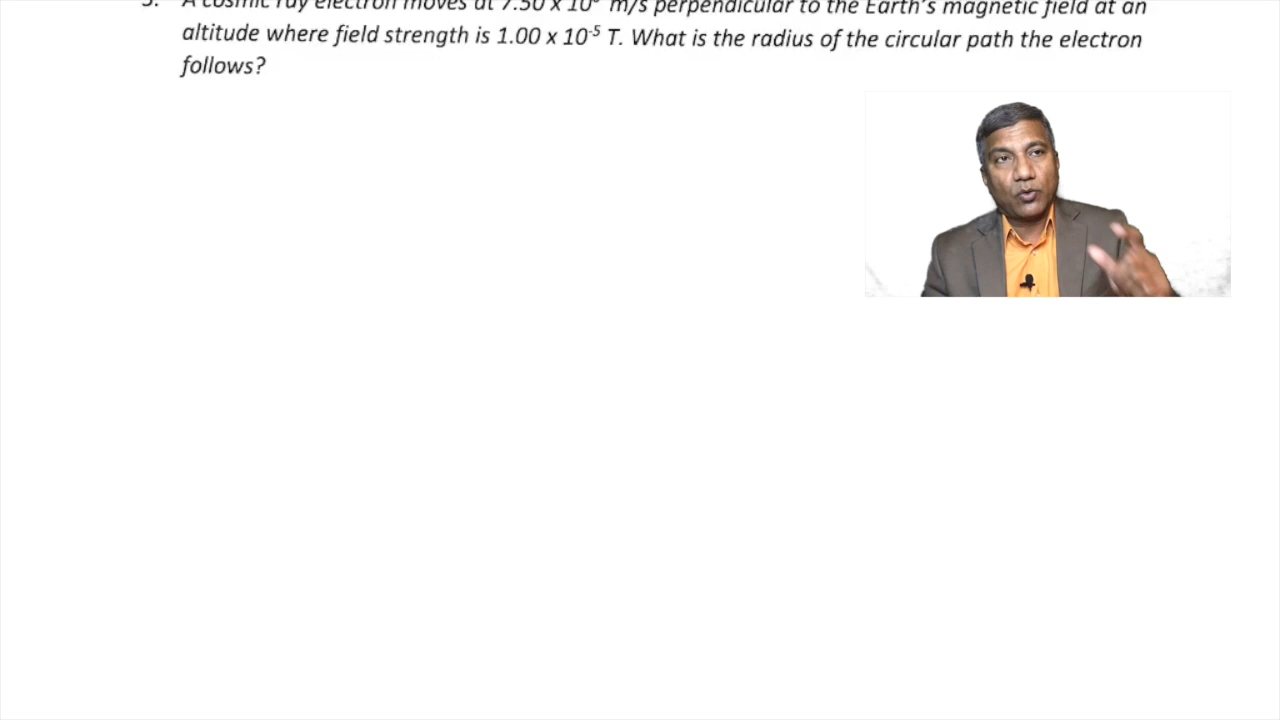 A cosmic ray electron moves at 7.50 x 10 m/s perpendicular to the Earth's magnetic field at an
altitude where field strength is 1.00 x 10⁻⁵ T. What is the radius of the circular path the electron
follows?